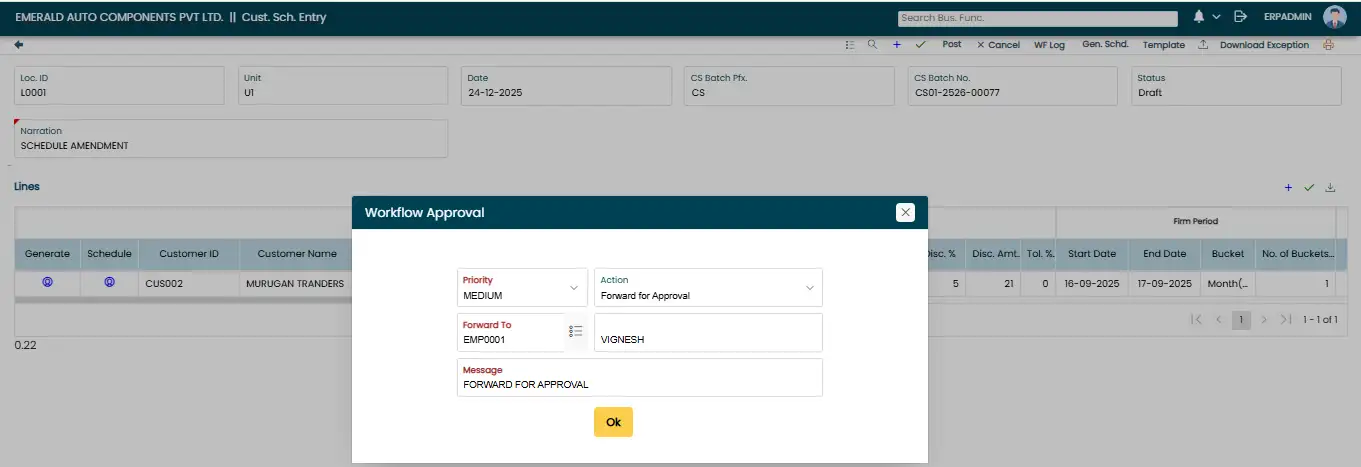 EMERALD AUTO COMPONENTS PVT LTD. || Cust. Sch. Entry
Search Bus. Func.
ERPADMIN
Post
Cancel
WF Log
Gen. Schd.
Template
Download Exception
Loc. ID
L0001
Unit
U1
Date
24-12-2025
CS Batch Pfx.
CS
CS Batch No.
CS01-2526-00077
Status
Draft
Narration
SCHEDULE AMENDMENT
Lines
Workflow Approval
Priority
MEDIUM
Action
Forward for Approval
Forward To
EMP0001
VIGNESH
Message
FORWARD FOR APPROVAL
Ok
Firm Period
Generate Schedule Customer ID Customer Name Disc. % Disc. Amt. Tol. %. Start Date End Date Bucket No. of Buckets...
CUS002 MURUGAN TRANDERS 5 21 0 16-09-2025 17-09-2025 Month(... 1
1 1 - 1 of 1
0.22